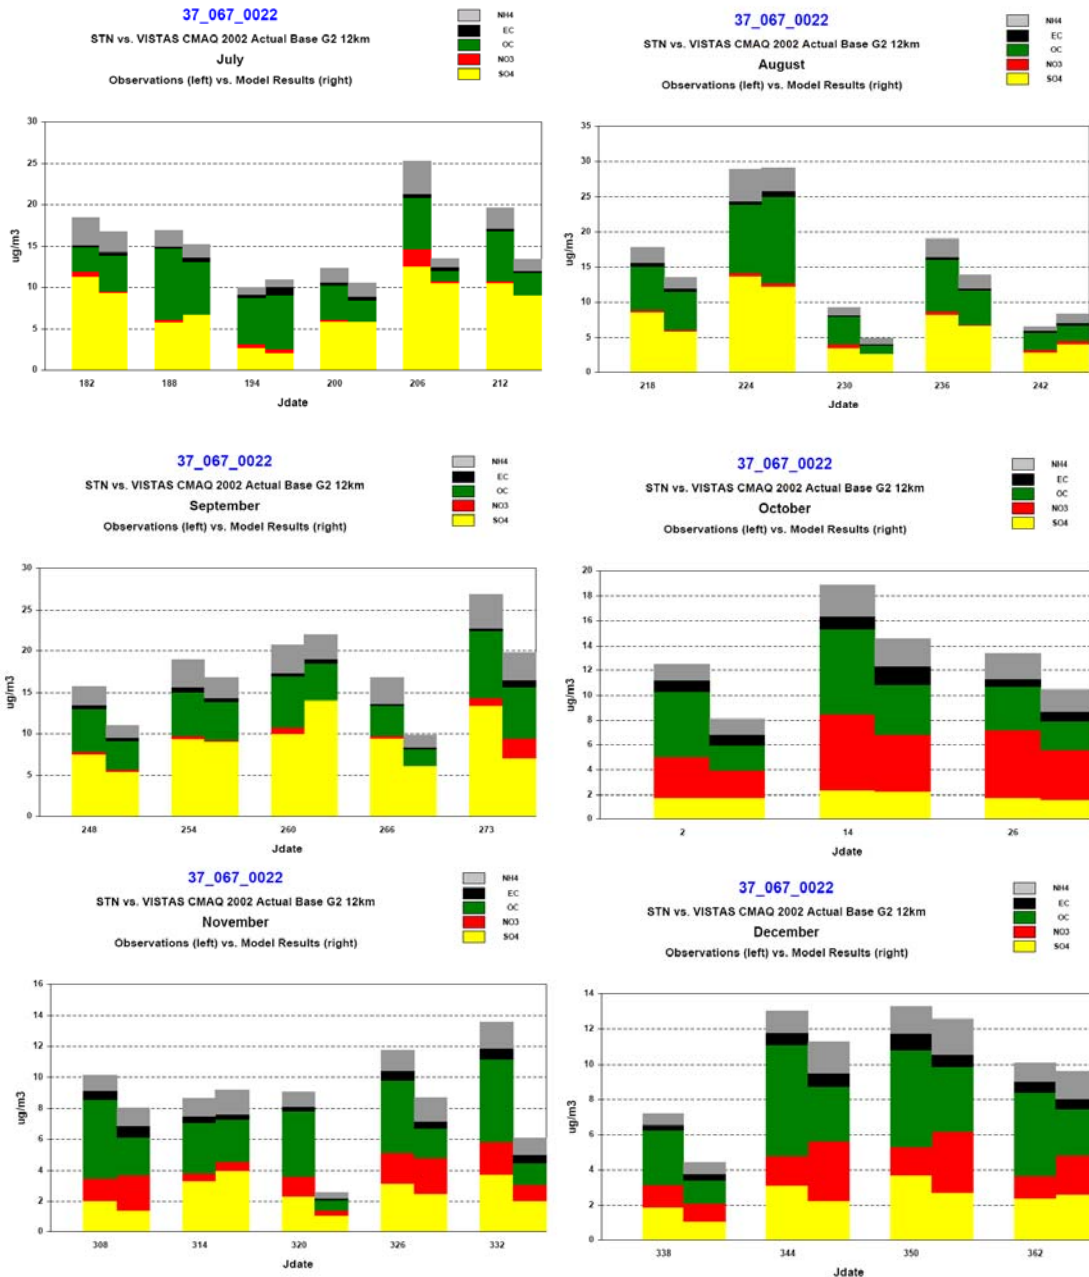 37_067_0022
STN vs. VISTAS CMAQ 2002 Actual Base G2 12km
July
Observations (left) vs. Model Results (right)
NH4
EC
OC
NO3
SO4
ug/m3
30
25
20
15
10
5
0
182 188 194 200 206 212
Jdate
37_067_0022
STN vs. VISTAS CMAQ 2002 Actual Base G2 12km
August
Observations (left) vs. Model Results (right)
NH4
EC
OC
NO3
SO4
ug/m3
35
30
25
20
15
10
5
0
218 224 230 236 242
Jdate
37_067_0022
STN vs. VISTAS CMAQ 2002 Actual Base G2 12km
September
Observations (left) vs. Model Results (right)
NH4
EC
OC
NO3
SO4
ug/m3
30
25
20
15
10
5
0
248 254 260 266 273
Jdate
37_067_0022
STN vs. VISTAS CMAQ 2002 Actual Base G2 12km
October
Observations (left) vs. Model Results (right)
NH4
EC
OC
NO3
SO4
ug/m3
20
18
16
14
12
10
8
6
4
2
0
2 14 26
Jdate
37_067_0022
STN vs. VISTAS CMAQ 2002 Actual Base G2 12km
November
Observations (left) vs. Model Results (right)
NH4
EC
OC
NO3
SO4
ug/m3
16
14
12
10
8
6
4
2
0
308 314 320 326 332
Jdate
37_067_0022
STN vs. VISTAS CMAQ 2002 Actual Base G2 12km
December
Observations (left) vs. Model Results (right)
NH4
EC
OC
NO3
SO4
ug/m3
14
12
10
8
6
4
2
0
338 344 350 362
Jdate